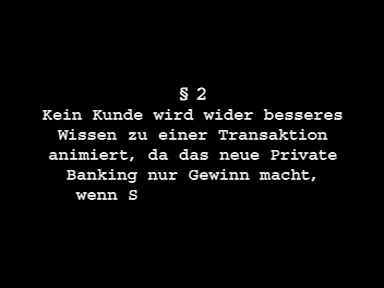 § 2
Kein Kunde wird wider besseres
Wissen zu einer Transaktion
animiert, da das neue Private
Banking nur Gewinn macht,
wenn S